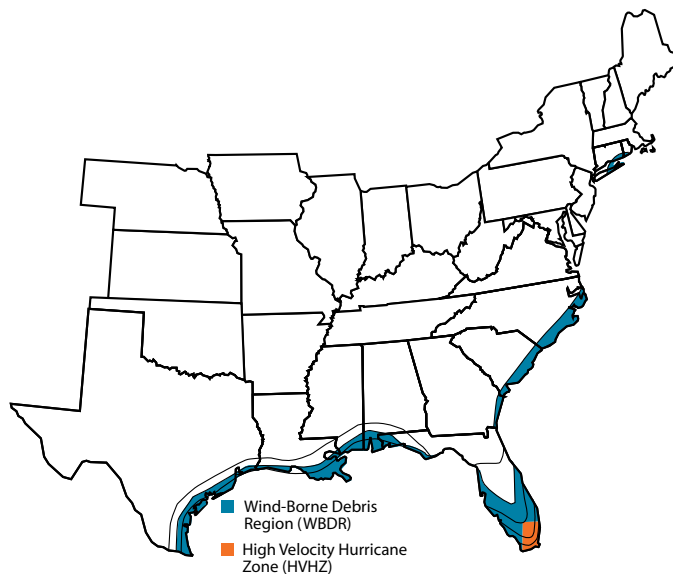 Wind-Borne Debris
Region (WBDR)
High Velocity Hurricane
Zone (HVHZ)